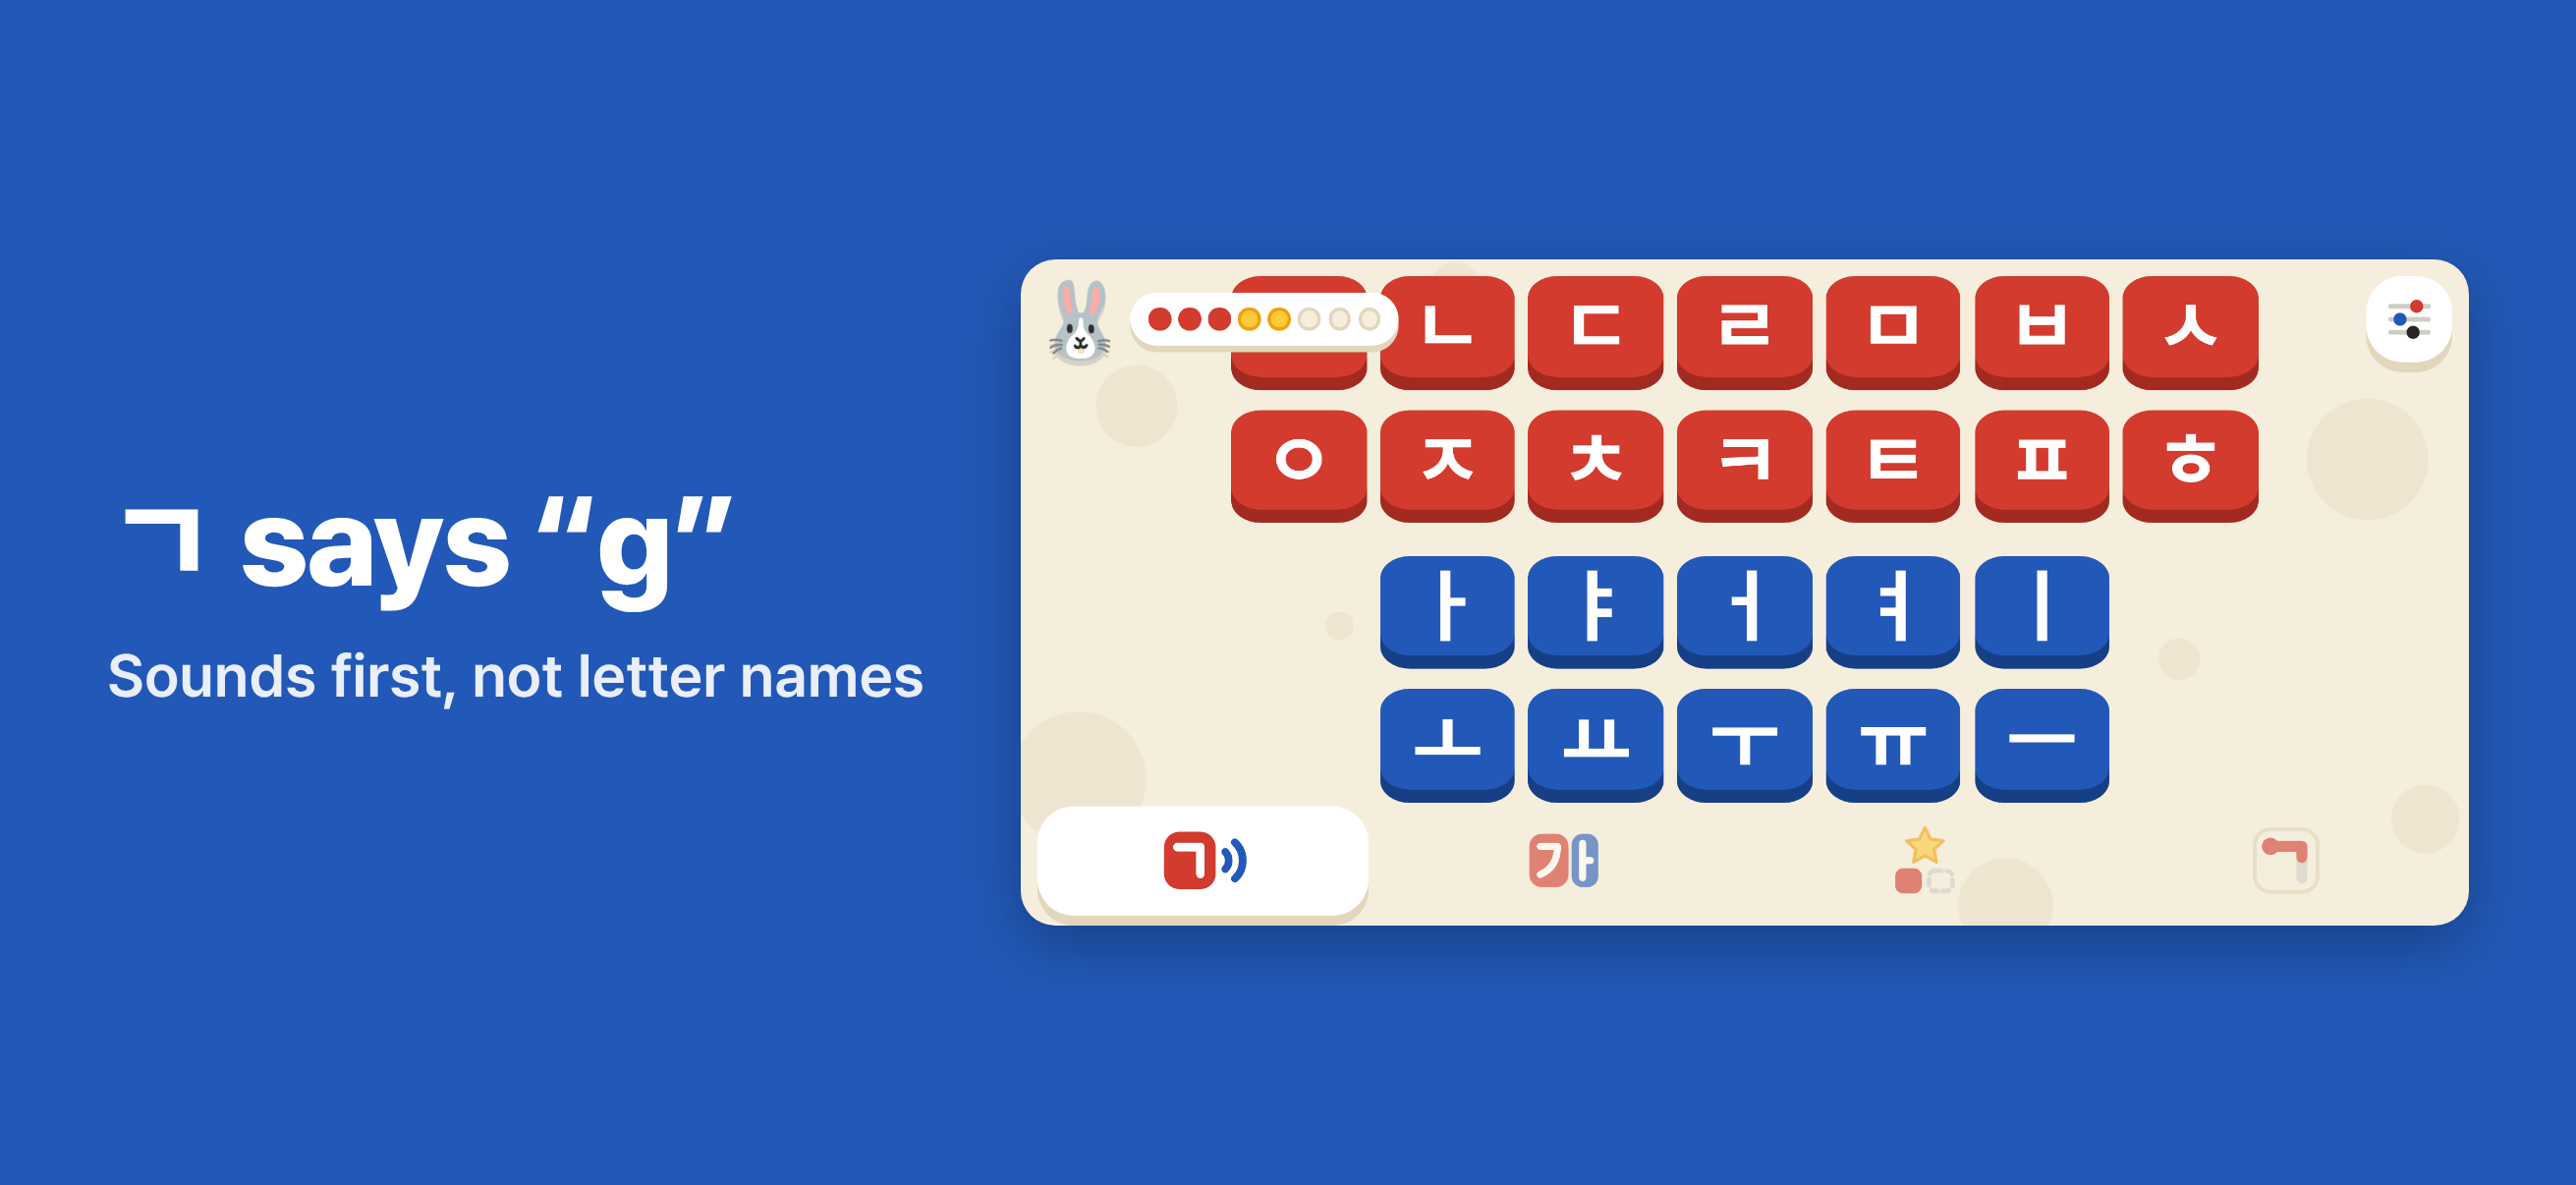 ㄱ says “g”
Sounds first, not letter names
ㄴ ㄷ ㄹ ㅁ ㅂ ㅅ
ㅇ ㅈ ㅊ ㅋ ㅌ ㅍ ㅎ
ㅏ ㅑ ㅓ ㅕ ㅣ
ㅗ ㅛ ㅜ ㅠ ㅡ
ㄱ 가 ㄱ